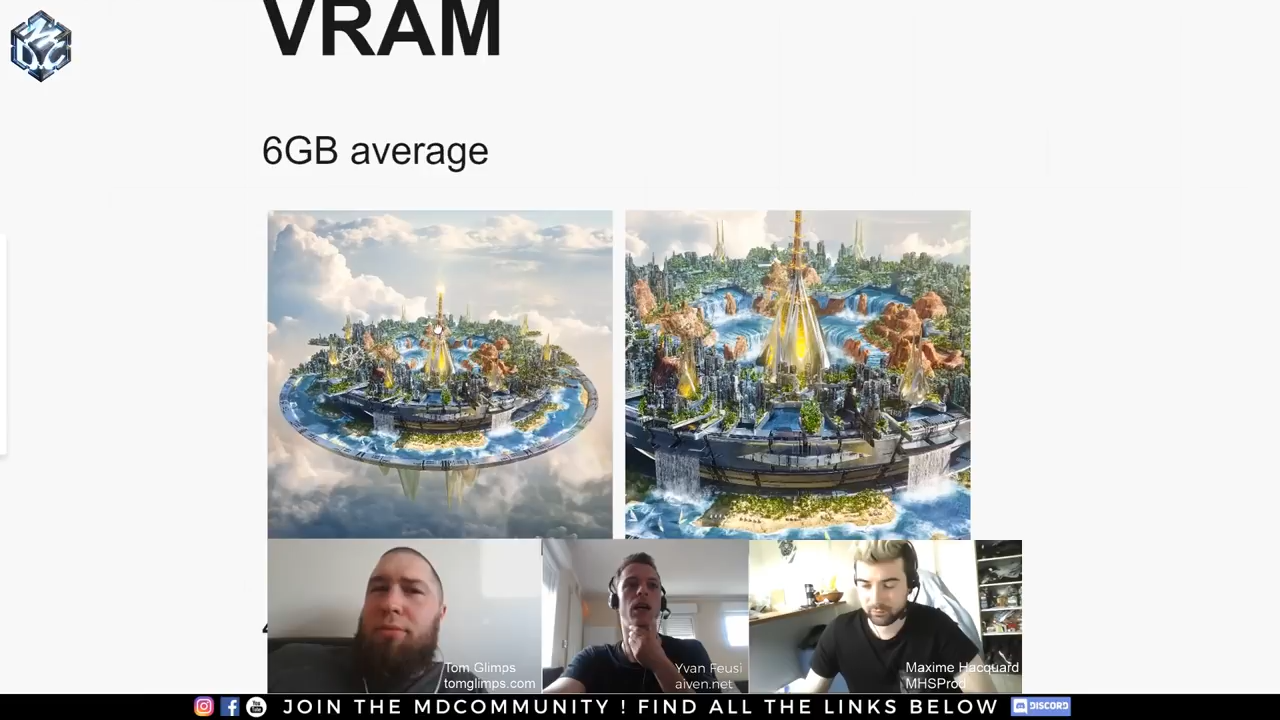 VRAM
6GB average
Tom Glimps
tomglimps.com
Yvan Feusi
aiven.net
Maxime Hacquard
MHSProd
JOIN THE MDCOMMUNITY ! FIND ALL THE LINKS BELOW
DISCORD